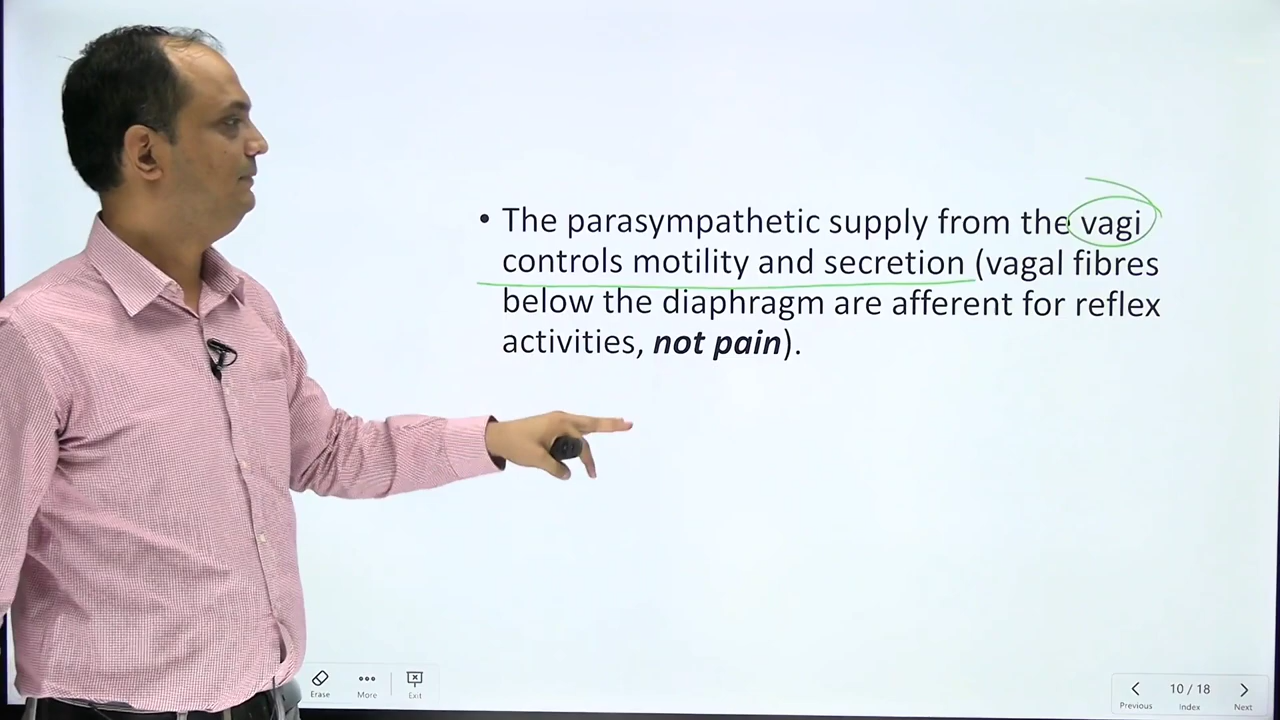 • The parasympathetic supply from the vagi
controls motility and secretion (vagal fibres
below the diaphragm are afferent for reflex
activities, not pain).
Erase
More
Exit
Previous
10 / 18
Index
Next